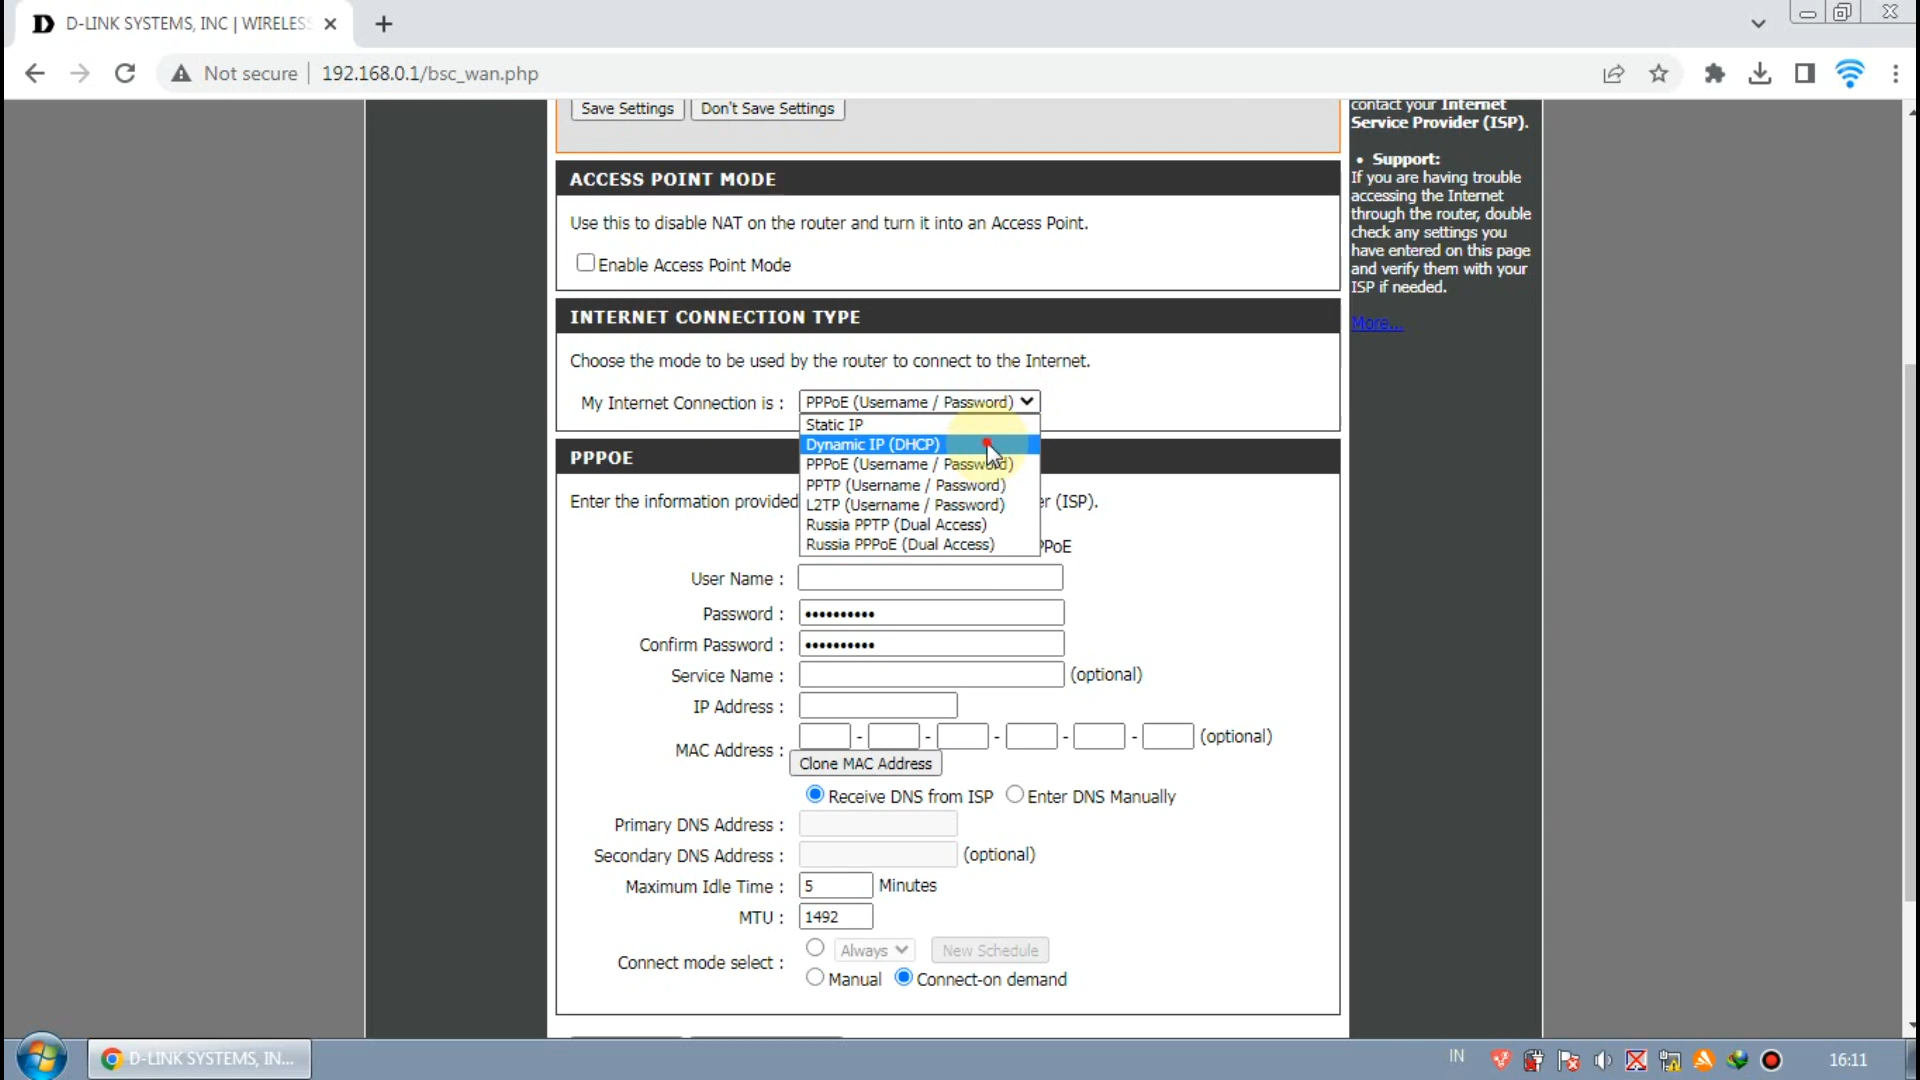 D-LINK SYSTEMS, INC | WIRELESS
Not secure
192.168.0.1/bsc_wan.php
Save Settings
Don't Save Settings
contact your Internet
Service Provider (ISP).
• Support:
If you are having trouble
accessing the Internet
through the router, double
check any settings you
have entered on this page
and verify them with your
ISP if needed.
More...
ACCESS POINT MODE
Use this to disable NAT on the router and turn it into an Access Point.
Enable Access Point Mode
INTERNET CONNECTION TYPE
Choose the mode to be used by the router to connect to the Internet.
My Internet Connection is : PPPoE (Username / Password)
Static IP
Dynamic IP (DHCP)
PPPoE (Username / Password)
PPTP (Username / Password)
L2TP (Username / Password)
Russia PPTP (Dual Access)
Russia PPPoE (Dual Access)
PPPOE
Enter the information provided
er (ISP).
PPoE
User Name :
Password : ••••••••••
Confirm Password : ••••••••••
Service Name : (optional)
IP Address :
MAC Address : - - - - - (optional)
Clone MAC Address
Receive DNS from ISP Enter DNS Manually
Primary DNS Address :
Secondary DNS Address : (optional)
Maximum Idle Time : 5 Minutes
MTU : 1492
Connect mode select : Always New Schedule
Manual Connect-on demand
D-LINK SYSTEMS, IN...
IN
16:11